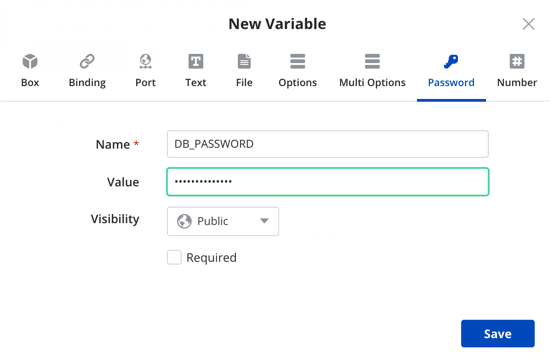 New Variable
Box Binding Port Text File Options Multi Options Password Number
Name * DB_PASSWORD
Value ••••••••••••••
Visibility Public
Required
Save